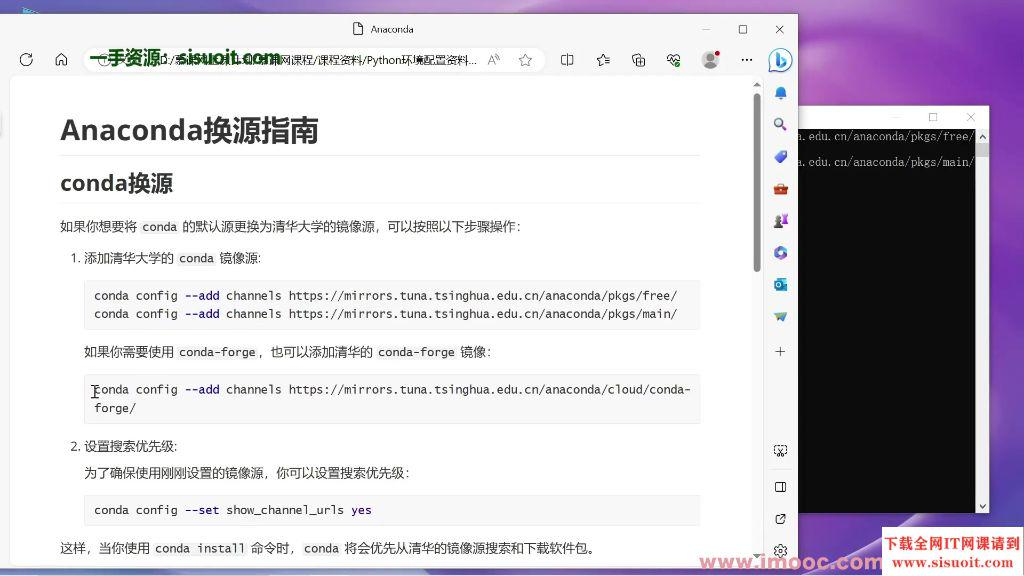 Anaconda
一手资源: sisuoit.com
网课程/课程资料/Python环境配置资料...
Anaconda换源指南
conda换源
如果你想要将 conda 的默认源更换为清华大学的镜像源，可以按照以下步骤操作：
1. 添加清华大学的 conda 镜像源:
conda config --add channels https://mirrors.tuna.tsinghua.edu.cn/anaconda/pkgs/free/
conda config --add channels https://mirrors.tuna.tsinghua.edu.cn/anaconda/pkgs/main/
如果你需要使用 conda-forge，也可以添加清华的 conda-forge 镜像:
conda config --add channels https://mirrors.tuna.tsinghua.edu.cn/anaconda/cloud/conda-
forge/
2. 设置搜索优先级:
为了确保使用刚刚设置的镜像源，你可以设置搜索优先级：
conda config --set show_channel_urls yes
这样，当你使用 conda install 命令时，conda 将会优先从清华的镜像源搜索和下载软件包。
a.edu.cn/anaconda/pkgs/free/
a.edu.cn/anaconda/pkgs/main/
www.imooc.com
下载全网IT网课请到
www.sisuoit.com